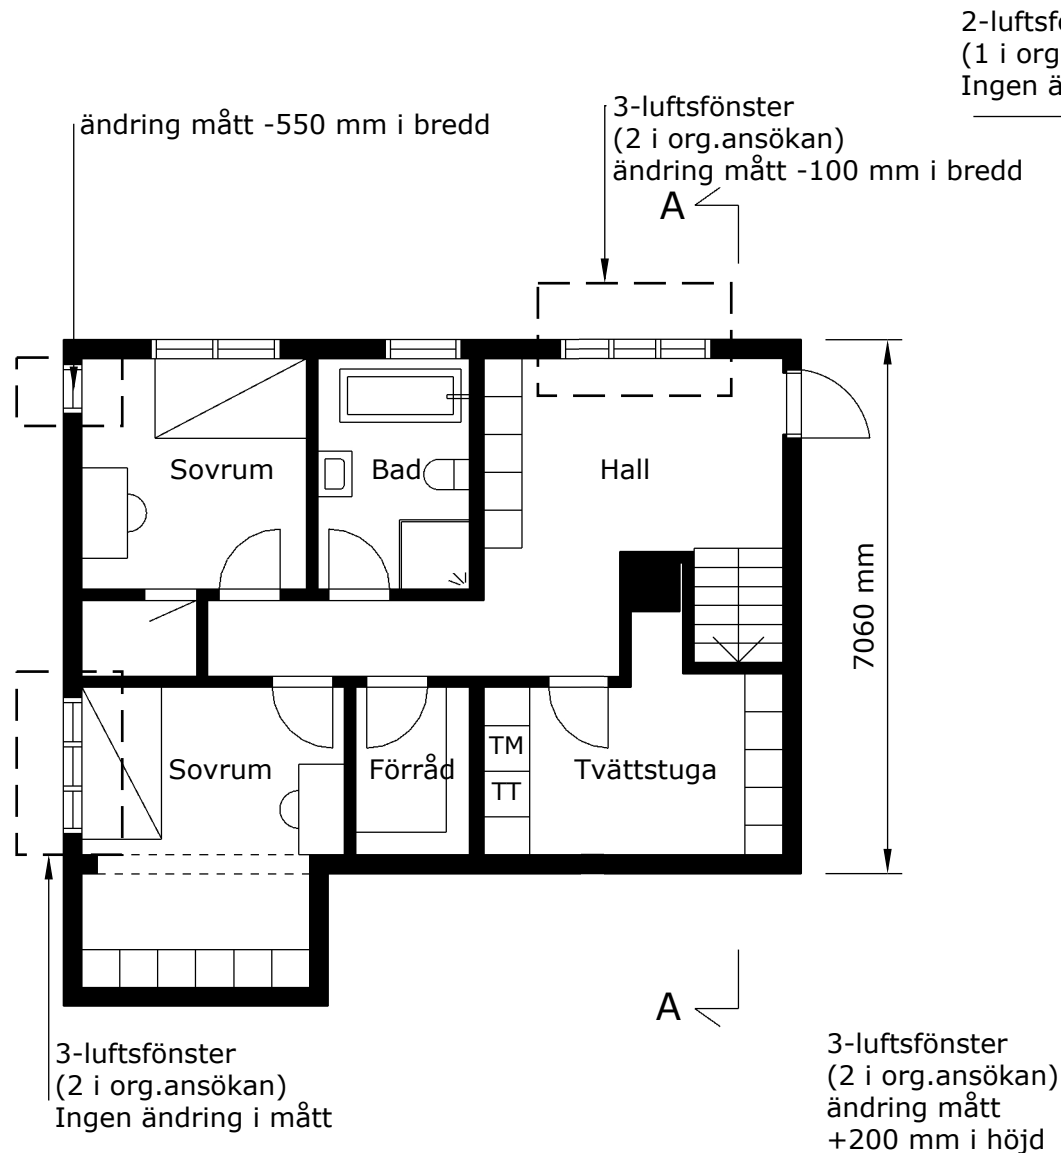 2-luftsf
(1 i org
Ingen ä
ändring mått -550 mm i bredd
3-luftsfönster
(2 i org.ansökan)
ändring mått -100 mm i bredd
A
Sovrum
Bad
Hall
7060 mm
Sovrum
Förråd
TM
TT
Tvättstuga
A
3-luftsfönster
(2 i org.ansökan)
Ingen ändring i mått
3-luftsfönster
(2 i org.ansökan)
ändring mått
+200 mm i höjd